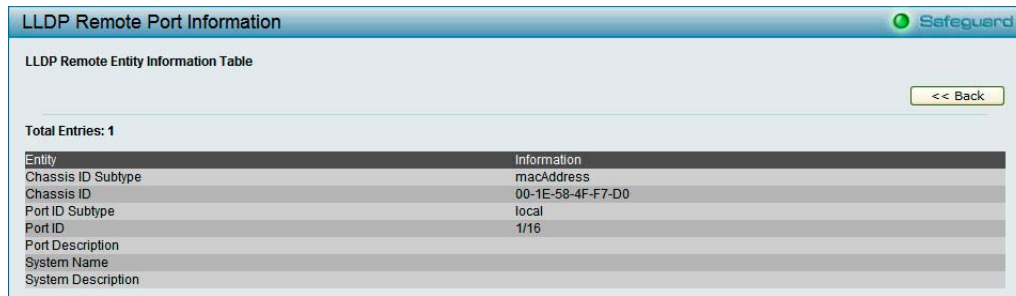 LLDP Remote Port Information Safeguard
LLDP Remote Entity Information Table
<< Back
Total Entries: 1
Entity Information
Chassis ID Subtype macAddress
Chassis ID 00-1E-58-4F-F7-D0
Port ID Subtype local
Port ID 1/16
Port Description
System Name
System Description